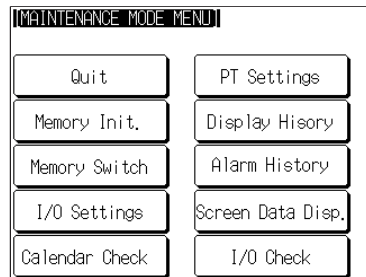 [MAINTENANCE MODE MENU]
Quit
PT Settings
Memory Init.
Display Hisory
Memory Switch
Alarm History
I/O Settings
Screen Data Disp.
Calendar Check
I/O Check